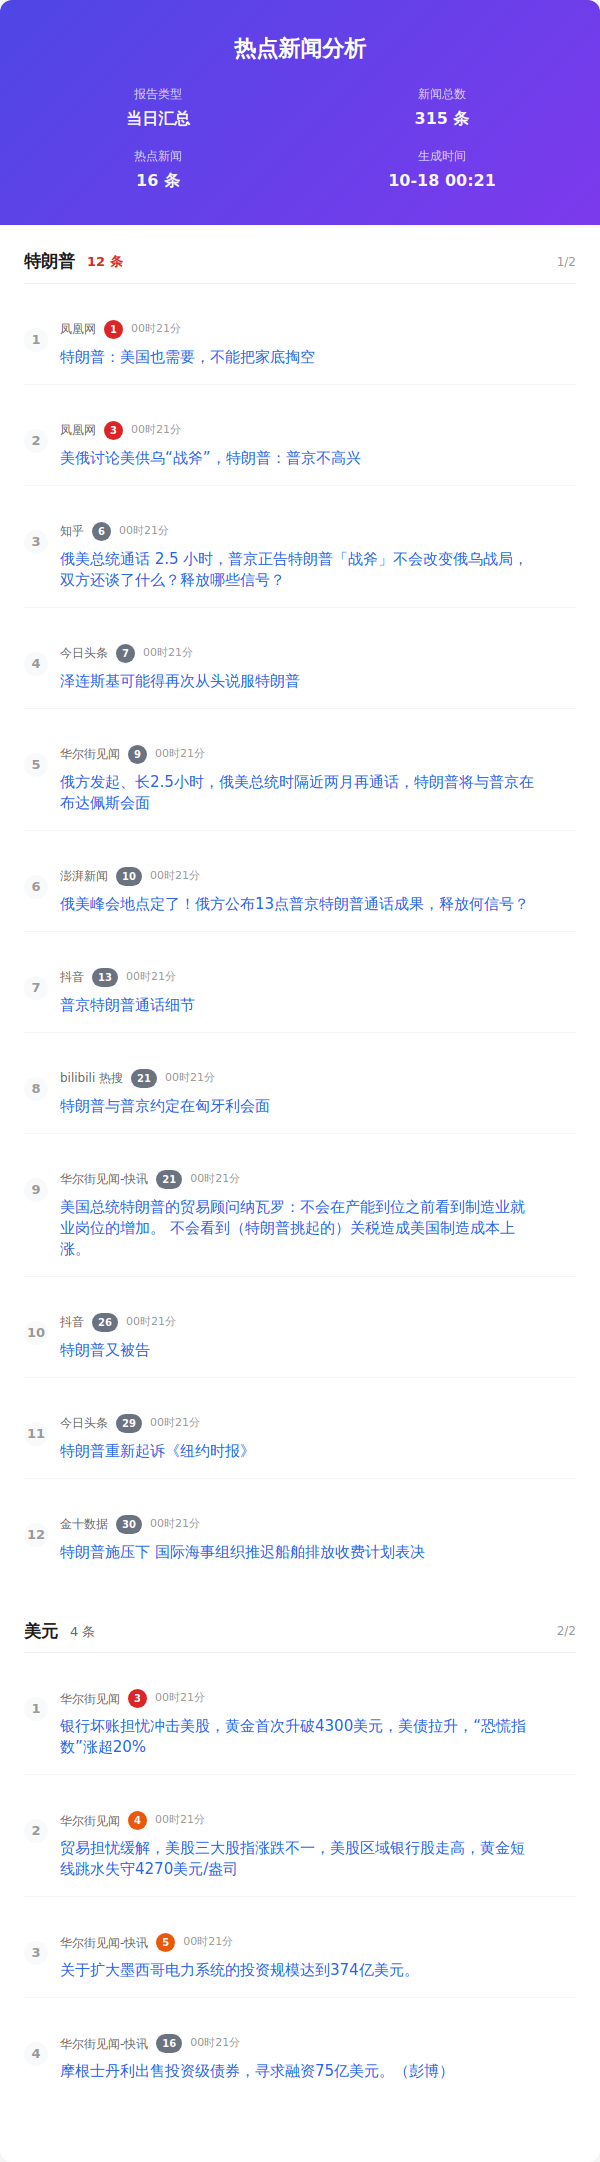 热点新闻分析
报告类型
新闻总数
当日汇总
315 条
热点新闻
生成时间
16 条
10-18 00:21
特朗普 12 条 1/2
1 凤凰网 1 00时21分
特朗普：美国也需要，不能把家底掏空
2 凤凰网 3 00时21分
美俄讨论美供乌“战斧”，特朗普：普京不高兴
3 知乎 6 00时21分
俄美总统通话 2.5 小时，普京正告特朗普「战斧」不会改变俄乌战局，
双方还谈了什么？释放哪些信号？
4 今日头条 7 00时21分
泽连斯基可能得再次从头说服特朗普
5 华尔街见闻 9 00时21分
俄方发起、长2.5小时，俄美总统时隔近两月再通话，特朗普将与普京在
布达佩斯会面
6 澎湃新闻 10 00时21分
俄美峰会地点定了！俄方公布13点普京特朗普通话成果，释放何信号？
7 抖音 13 00时21分
普京特朗普通话细节
8 bilibili 热搜 21 00时21分
特朗普与普京约定在匈牙利会面
9 华尔街见闻-快讯 21 00时21分
美国总统特朗普的贸易顾问纳瓦罗：不会在产能到位之前看到制造业就
业岗位的增加。 不会看到（特朗普挑起的）关税造成美国制造成本上
涨。
10 抖音 26 00时21分
特朗普又被告
11 今日头条 29 00时21分
特朗普重新起诉《纽约时报》
12 金十数据 30 00时21分
特朗普施压下 国际海事组织推迟船舶排放收费计划表决
美元 4 条 2/2
1 华尔街见闻 3 00时21分
银行坏账担忧冲击美股，黄金首次升破4300美元，美债拉升，“恐慌指
数”涨超20%
2 华尔街见闻 4 00时21分
贸易担忧缓解，美股三大股指涨跌不一，美股区域银行股走高，黄金短
线跳水失守4270美元/盎司
3 华尔街见闻-快讯 5 00时21分
关于扩大墨西哥电力系统的投资规模达到374亿美元。
4 华尔街见闻-快讯 16 00时21分
摩根士丹利出售投资级债券，寻求融资75亿美元。（彭博）